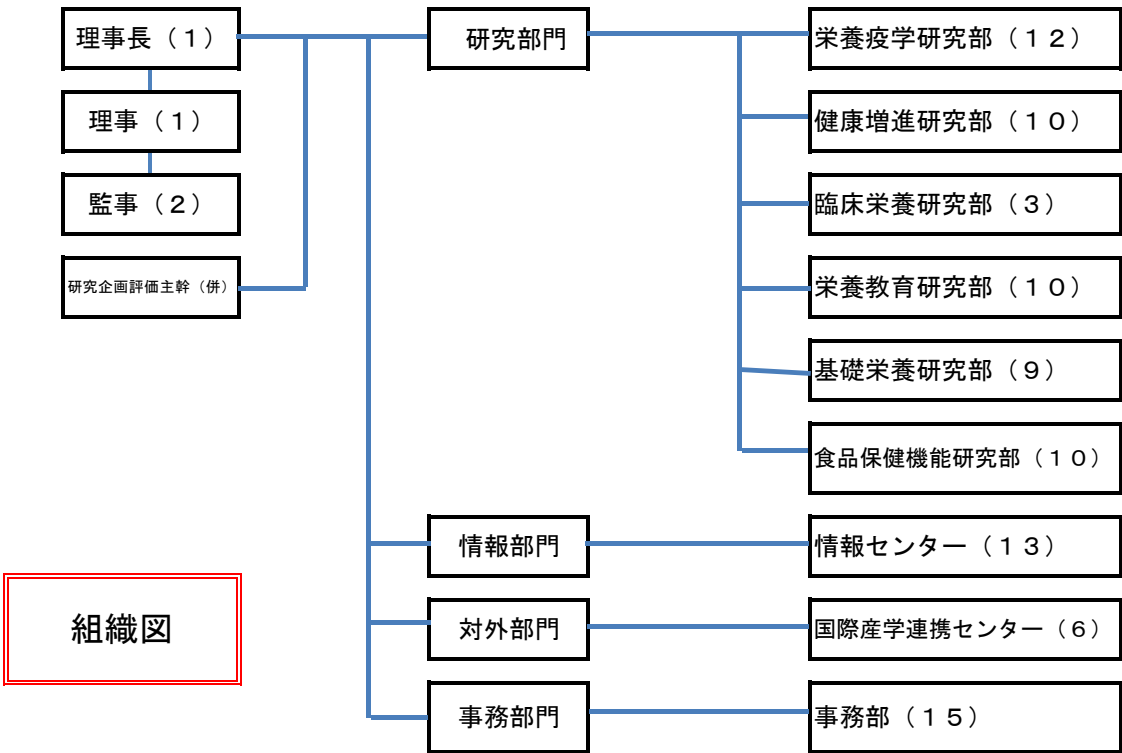 理事長（１）
研究部門
栄養疫学研究部（１２）
理事（１）
健康増進研究部（１０）
監事（２）
臨床栄養研究部（３）
研究企画評価主幹（併）
栄養教育研究部（１０）
基礎栄養研究部（９）
食品保健機能研究部（１０）
情報部門
情報センター（１３）
組織図
対外部門
国際産学連携センター（６）
事務部門
事務部（１５）